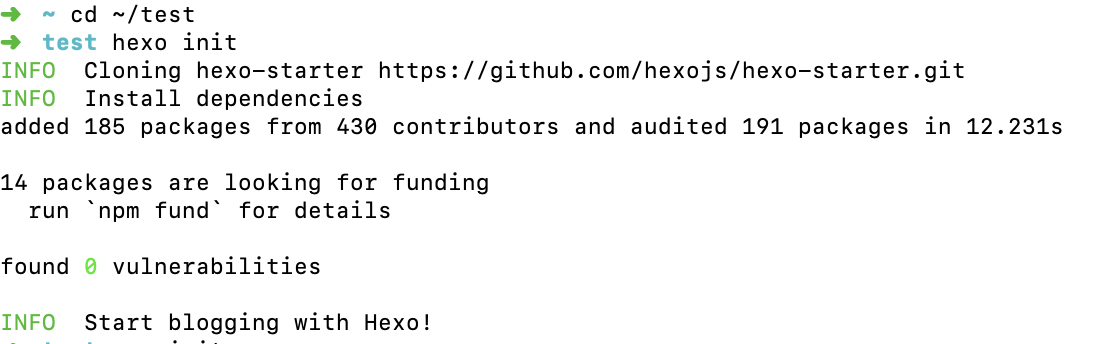 ➜ ~ cd ~/test
➜ test hexo init
INFO  Cloning hexo-starter https://github.com/hexojs/hexo-starter.git
INFO  Install dependencies
added 185 packages from 430 contributors and audited 191 packages in 12.231s
14 packages are looking for funding
  run `npm fund` for details
found 0 vulnerabilities
INFO  Start blogging with Hexo!